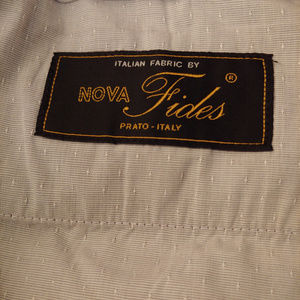 ITALIAN FABRIC BY
NOVA Fides ®
PRATO - ITALY